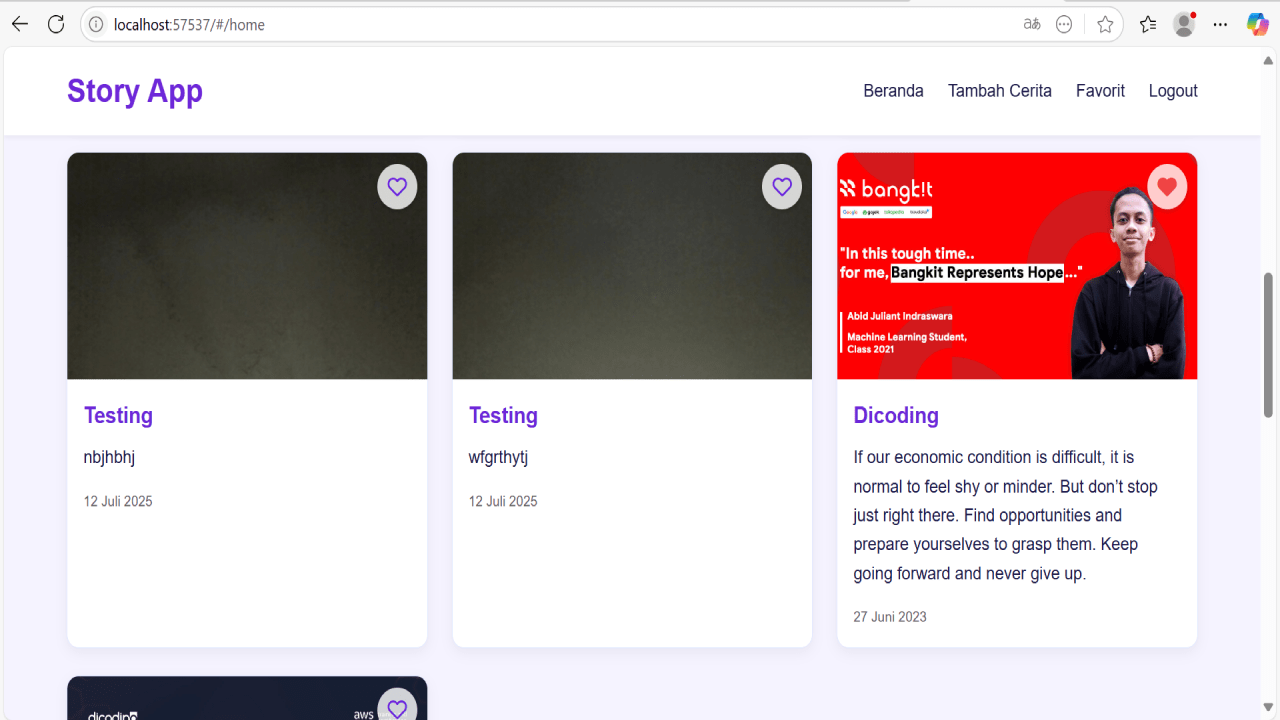 localhost:57537/#/home
aあ
Story App
Beranda Tambah Cerita Favorit Logout
bangk!t
Google gojek tokopedia traveloka
"In this tough time..
for me, Bangkit Represents Hope..."
Abid Juliant Indraswara
Machine Learning Student,
Class 2021
Testing
nbjhbhj
12 Juli 2025
Testing
wfgrthytj
12 Juli 2025
Dicoding
If our economic condition is difficult, it is
normal to feel shy or minder. But don’t stop
just right there. Find opportunities and
prepare yourselves to grasp them. Keep
going forward and never give up.
27 Juni 2023
dicoding
aws